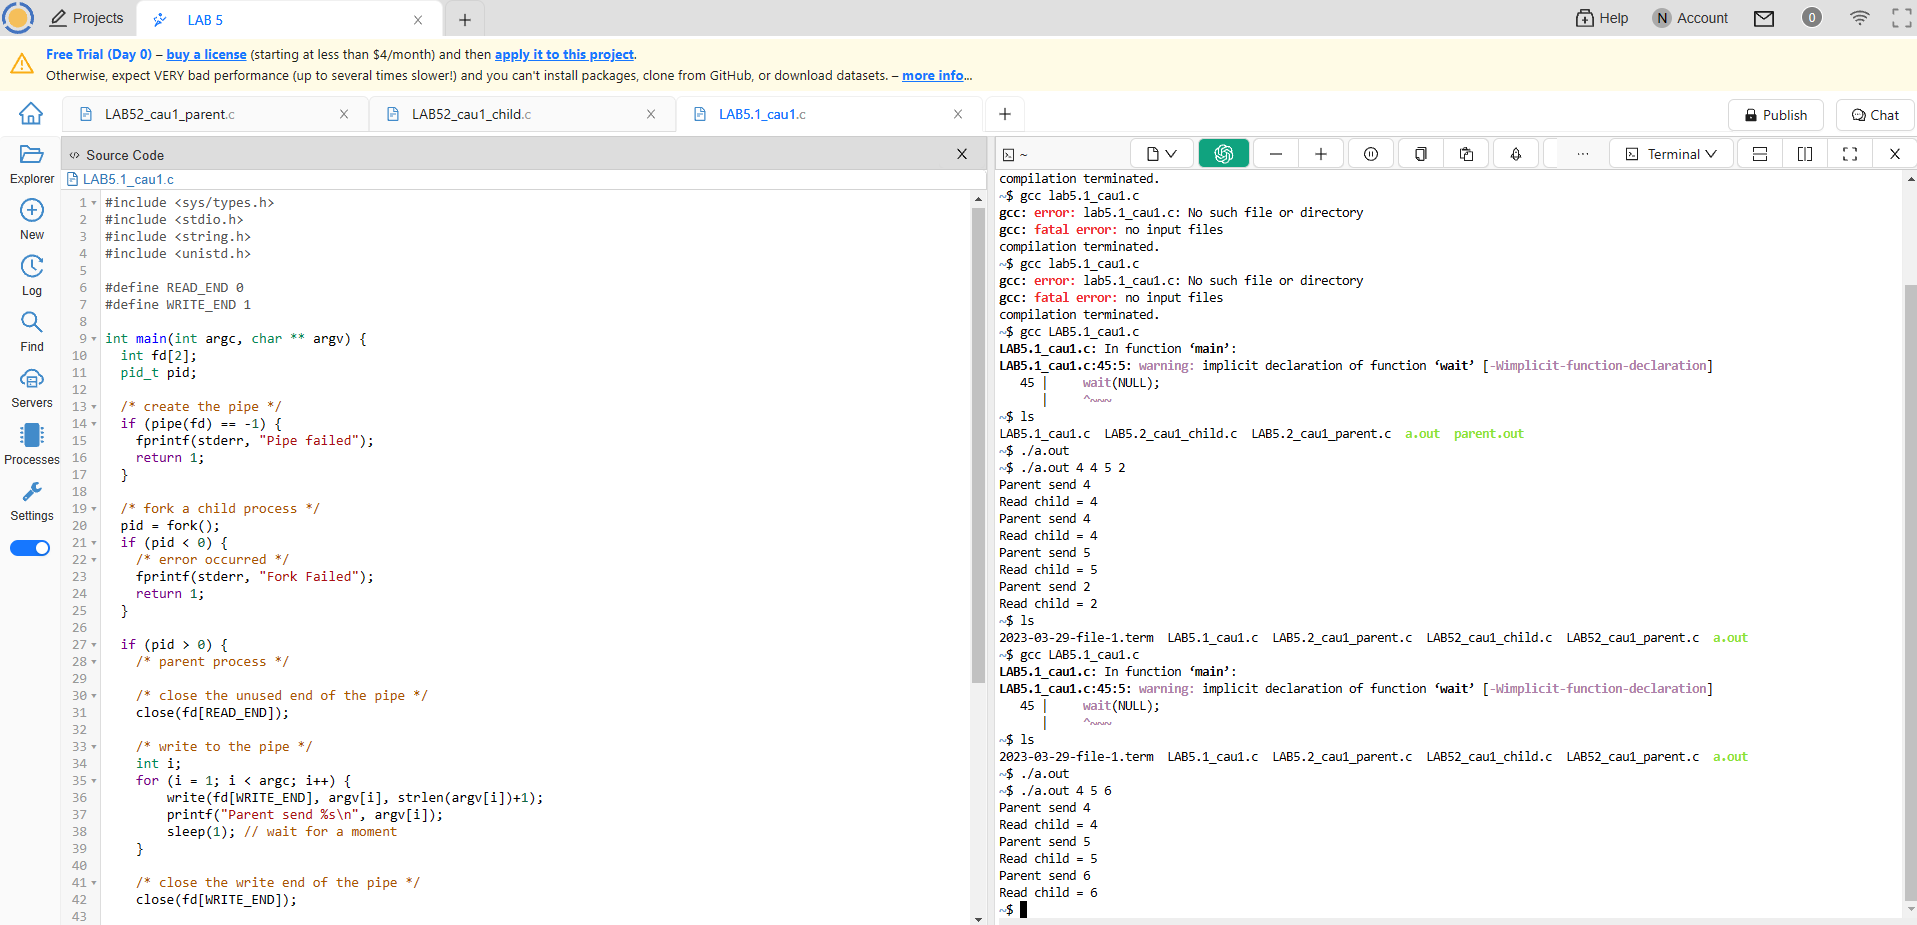 Projects
LAB 5
Help
N Account
0
Free Trial (Day 0) – buy a license (starting at less than $4/month) and then apply it to this project.
Otherwise, expect VERY bad performance (up to several times slower!) and you can't install packages, clone from GitHub, or download datasets. – more info...
LAB52_cau1_parent.c
LAB52_cau1_child.c
LAB5.1_cau1.c
Publish
Chat
Explorer
New
Log
Find
Servers
Processes
Settings
Source Code
LAB5.1_cau1.c
1 #include <sys/types.h>
2 #include <stdio.h>
3 #include <string.h>
4 #include <unistd.h>
5
6 #define READ_END 0
7 #define WRITE_END 1
8
9 int main(int argc, char ** argv) {
10 int fd[2];
11 pid_t pid;
12
13 /* create the pipe */
14 if (pipe(fd) == -1) {
15 fprintf(stderr, "Pipe failed");
16 return 1;
17 }
18
19 /* fork a child process */
20 pid = fork();
21 if (pid < 0) {
22 /* error occurred */
23 fprintf(stderr, "Fork Failed");
24 return 1;
25 }
26
27 if (pid > 0) {
28 /* parent process */
29
30 /* close the unused end of the pipe */
31 close(fd[READ_END]);
32
33 /* write to the pipe */
34 int i;
35 for (i = 1; i < argc; i++) {
36 write(fd[WRITE_END], argv[i], strlen(argv[i])+1);
37 printf("Parent send %s\n", argv[i]);
38 sleep(1); // wait for a moment
39 }
40
41 /* close the write end of the pipe */
42 close(fd[WRITE_END]);
43
~
Terminal
compilation terminated.
~$ gcc lab5.1_cau1.c
gcc: error: lab5.1_cau1.c: No such file or directory
gcc: fatal error: no input files
compilation terminated.
~$ gcc lab5.1_cau1.c
gcc: error: lab5.1_cau1.c: No such file or directory
gcc: fatal error: no input files
compilation terminated.
~$ gcc LAB5.1_cau1.c
LAB5.1_cau1.c: In function ‘main’:
LAB5.1_cau1.c:45:5: warning: implicit declaration of function ‘wait’ [-Wimplicit-function-declaration]
45 | wait(NULL);
| ^~~~
~$ ls
LAB5.1_cau1.c LAB5.2_cau1_child.c LAB5.2_cau1_parent.c a.out parent.out
~$ ./a.out
~$ ./a.out 4 4 5 2
Parent send 4
Read child = 4
Parent send 4
Read child = 4
Parent send 5
Read child = 5
Parent send 2
Read child = 2
~$ ls
2023-03-29-file-1.term LAB5.1_cau1.c LAB5.2_cau1_parent.c LAB52_cau1_child.c LAB52_cau1_parent.c a.out
~$ gcc LAB5.1_cau1.c
LAB5.1_cau1.c: In function ‘main’:
LAB5.1_cau1.c:45:5: warning: implicit declaration of function ‘wait’ [-Wimplicit-function-declaration]
45 | wait(NULL);
| ^~~~
~$ ls
2023-03-29-file-1.term LAB5.1_cau1.c LAB5.2_cau1_parent.c LAB52_cau1_child.c LAB52_cau1_parent.c a.out
~$ ./a.out
~$ ./a.out 4 5 6
Parent send 4
Read child = 4
Parent send 5
Read child = 5
Parent send 6
Read child = 6
~$